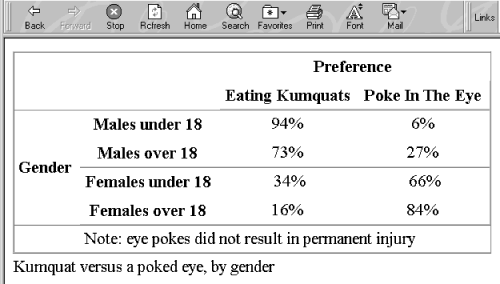 Back Forward Stop Refresh Home Search Favorites Print Font Mail Links
Preference
Eating Kumquats Poke In The Eye
Males under 18 94% 6%
Males over 18 73% 27%
Gender
Females under 18 34% 66%
Females over 18 16% 84%
Note: eye pokes did not result in permanent injury
Kumquat versus a poked eye, by gender